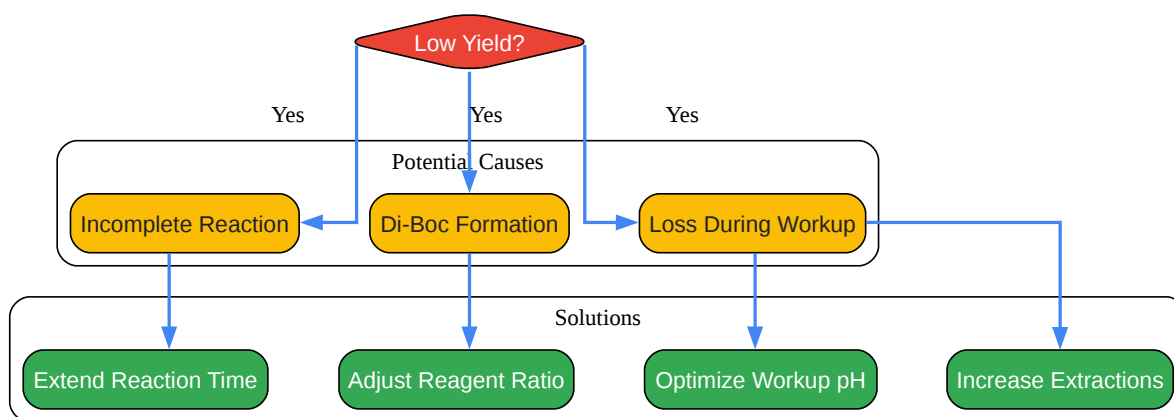 Low Yield?
Yes
Yes
Yes
Potential Causes
Incomplete Reaction
Di-Boc Formation
Loss During Workup
Solutions
Extend Reaction Time
Adjust Reagent Ratio
Optimize Workup pH
Increase Extractions